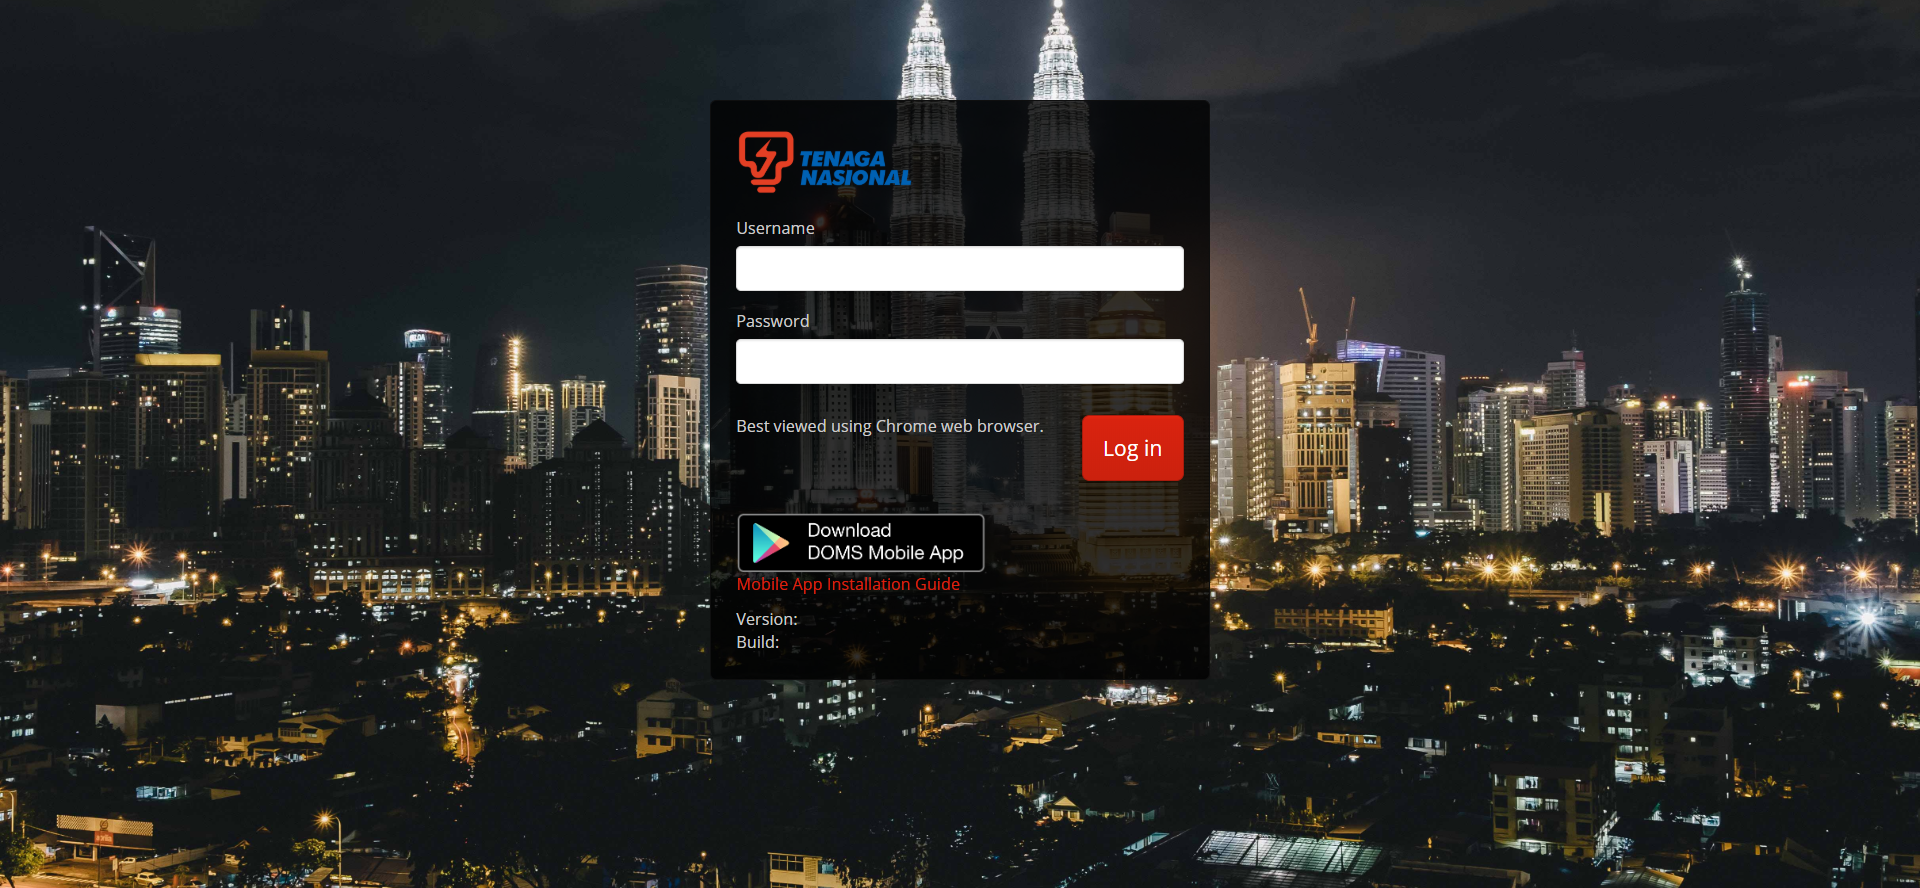 TENAGA
NASIONAL
Username
Password
Best viewed using Chrome web browser.
Log in
Download
DOMS Mobile App
Mobile App Installation Guide
Version:
Build: